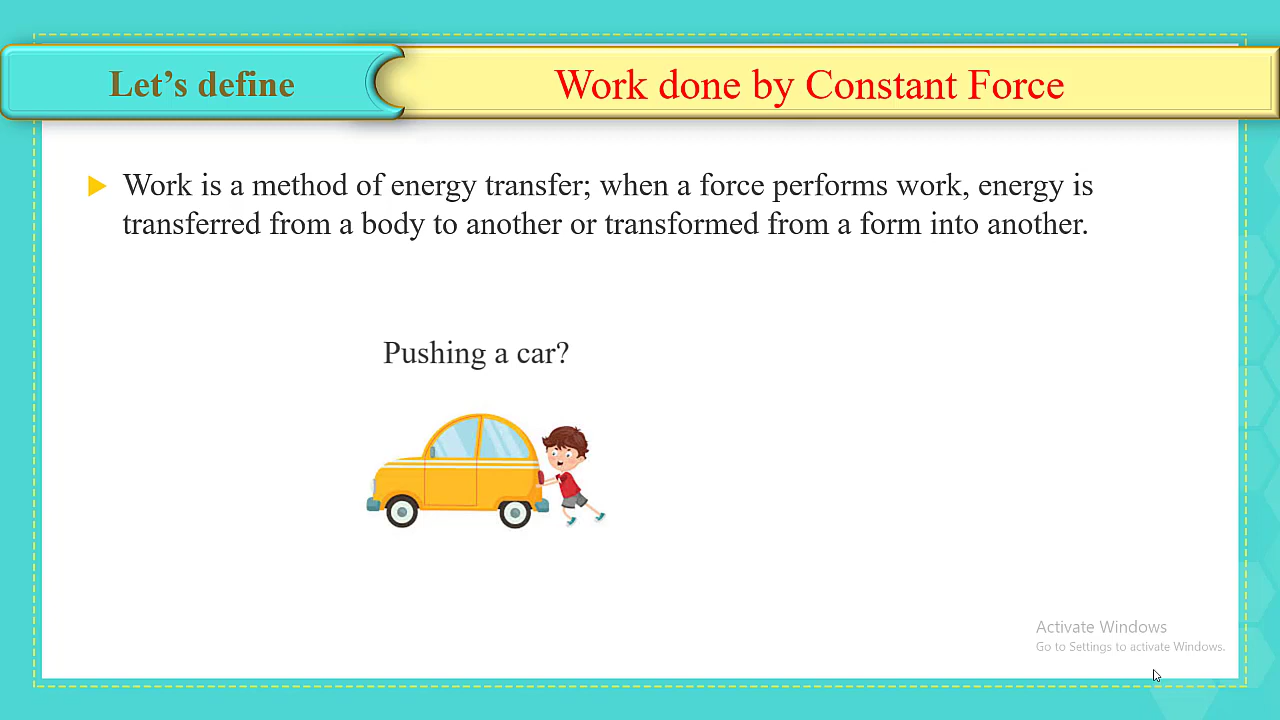 Let’s define
Work done by Constant Force
Work is a method of energy transfer; when a force performs work, energy is
transferred from a body to another or transformed from a form into another.
Pushing a car?
Activate Windows
Go to Settings to activate Windows.